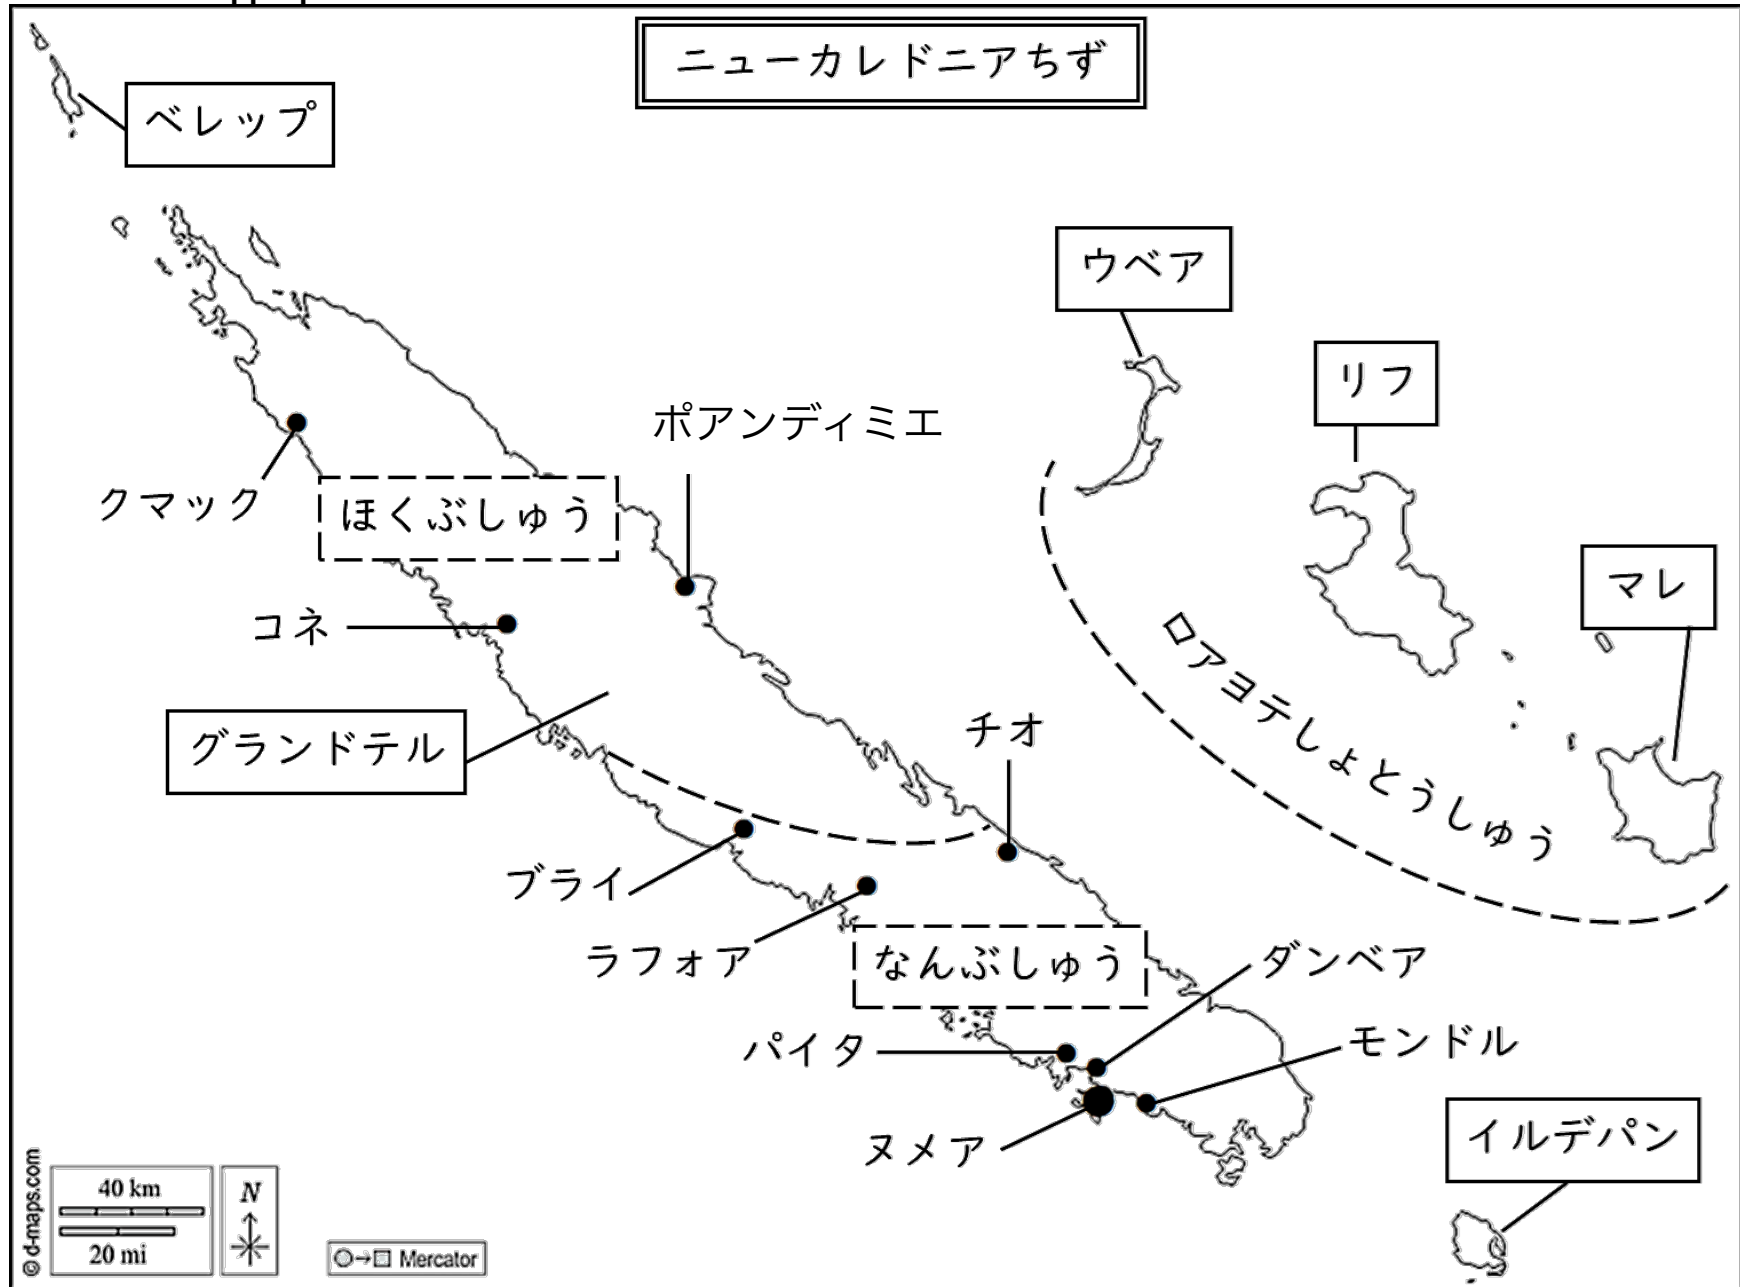 ニューカレドニアちず
ベレップ
ウベア
リフ
ポアンディミエ
クマック
ほくぶしゅう
マレ
コネ
ロアヨテしょとうしゅう
グランドテル
チオ
ブライ
ラフォア
なんぶしゅう
ダンベア
パイタ
モンドル
ヌメア
イルデパン
© d-maps.com
40 km
20 mi
N
Mercator